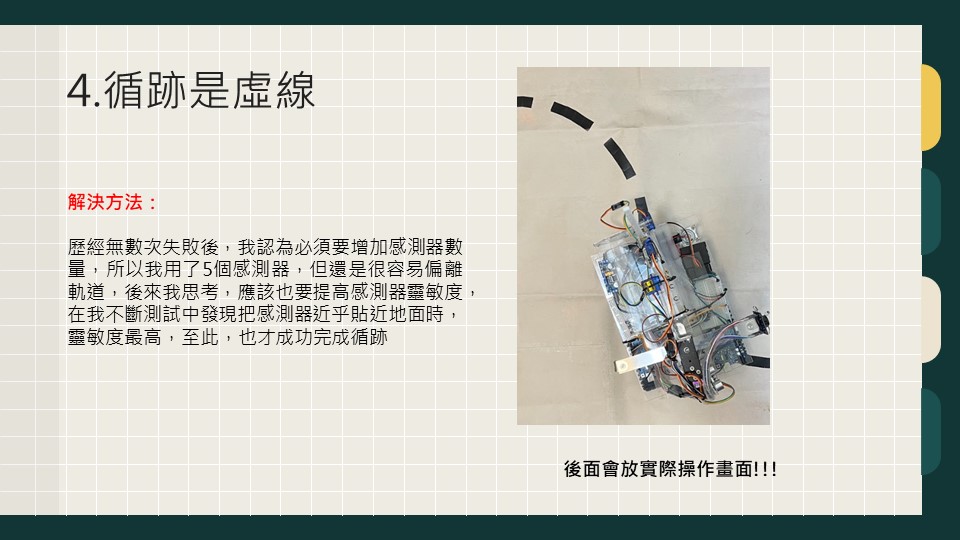 4.循跡是虛線
解決方法：
歷經無數次失敗後，我認為必須要增加感測器數
量，所以我用了5個感測器，但還是很容易偏離
軌道，後來我思考，應該也要提高感測器靈敏度，
在我不斷測試中發現把感測器近乎貼近地面時，
靈敏度最高，至此，也才成功完成循跡
後面會放實際操作畫面!!!